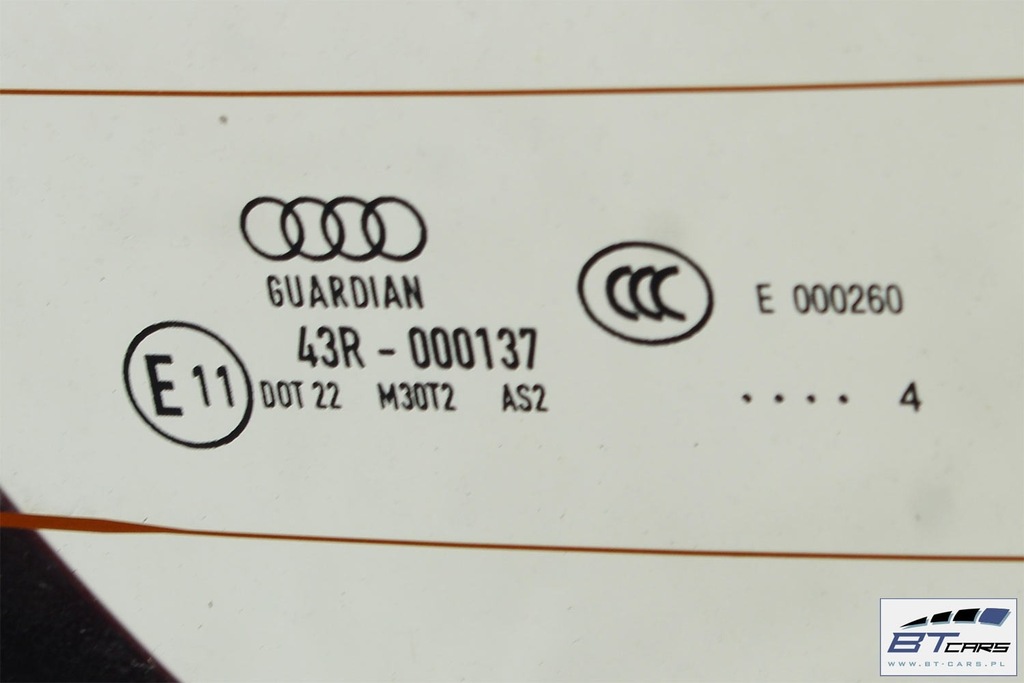 GUARDIAN
43R - 000137
E 11
DOT 22 M30T2 AS2
CCC
E 000260
. . . . 4
BT CARS
WWW.BT-CARS.PL